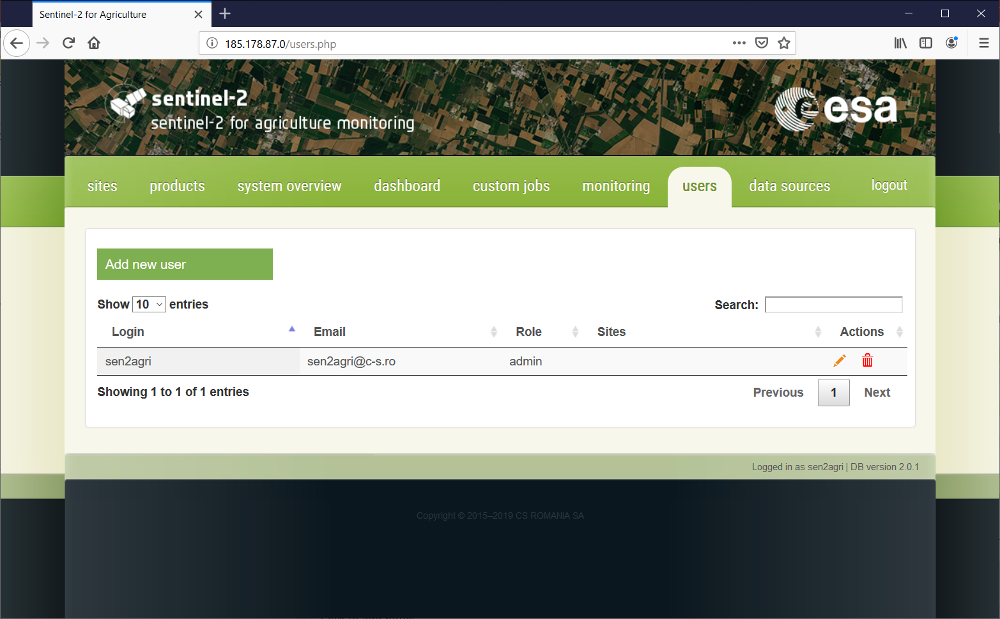 Sentinel-2 for Agriculture
185.178.87.0/users.php
sentinel-2
sentinel-2 for agriculture monitoring
esa
sites products system overview dashboard custom jobs monitoring users data sources logout
Add new user
Show 10 entries Search:
Login Email Role Sites Actions
sen2agri sen2agri@c-s.ro admin
Showing 1 to 1 of 1 entries Previous 1 Next
Logged in as sen2agri | DB version 2.0.1
Copyright © 2015–2019 CS ROMANIA SA